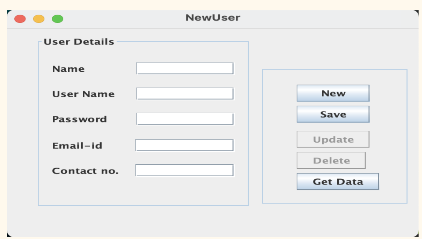 NewUser
User Details
Name
User Name
Password
Email-id
Contact no.
New
Save
Update
Delete
Get Data